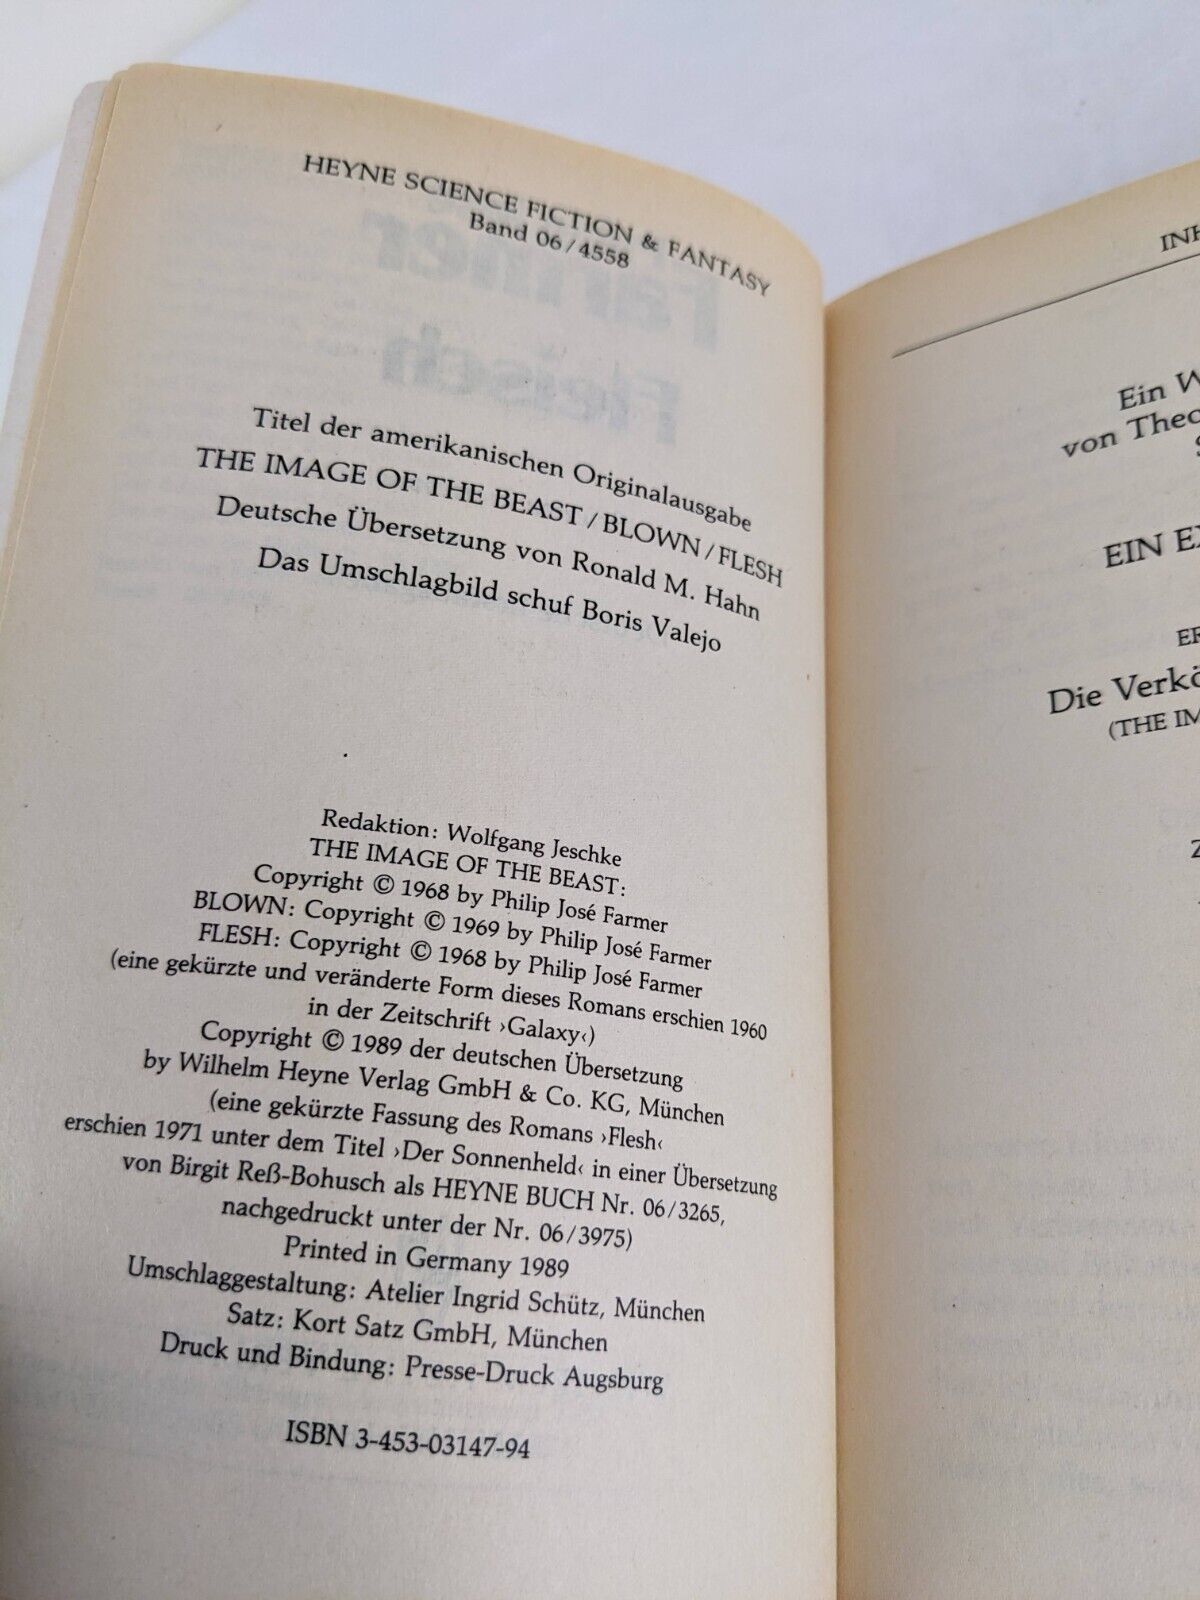 HEYNE SCIENCE FICTION & FANTASY
Band 06/4558
Titel der amerikanischen Originalausgabe
THE IMAGE OF THE BEAST/BLOWN/FLESH
Deutsche Übersetzung von Ronald M. Hahn
Das Umschlagbild schuf Boris Valejo
Redaktion: Wolfgang Jeschke
THE IMAGE OF THE BEAST:
Copyright © 1968 by Philip José Farmer
BLOWN: Copyright © 1969 by Philip José Farmer
FLESH: Copyright © 1968 by Philip José Farmer
(eine gekürzte und veränderte Form dieses Romans erschien 1960
in der Zeitschrift ›Galaxy‹)
Copyright © 1989 der deutschen Übersetzung
by Wilhelm Heyne Verlag GmbH & Co. KG, München
(eine gekürzte Fassung des Romans ›Flesh‹
erschien 1971 unter dem Titel ›Der Sonnenheld‹ in einer Übersetzung
von Birgit Reß-Bohusch als HEYNE BUCH Nr. 06/3265,
nachgedruckt unter der Nr. 06/3975)
Printed in Germany 1989
Umschlaggestaltung: Atelier Ingrid Schütz, München
Satz: Kort Satz GmbH, München
Druck und Bindung: Presse-Druck Augsburg
ISBN 3-453-03147-94
Ein
von
EIN
Die
(THE